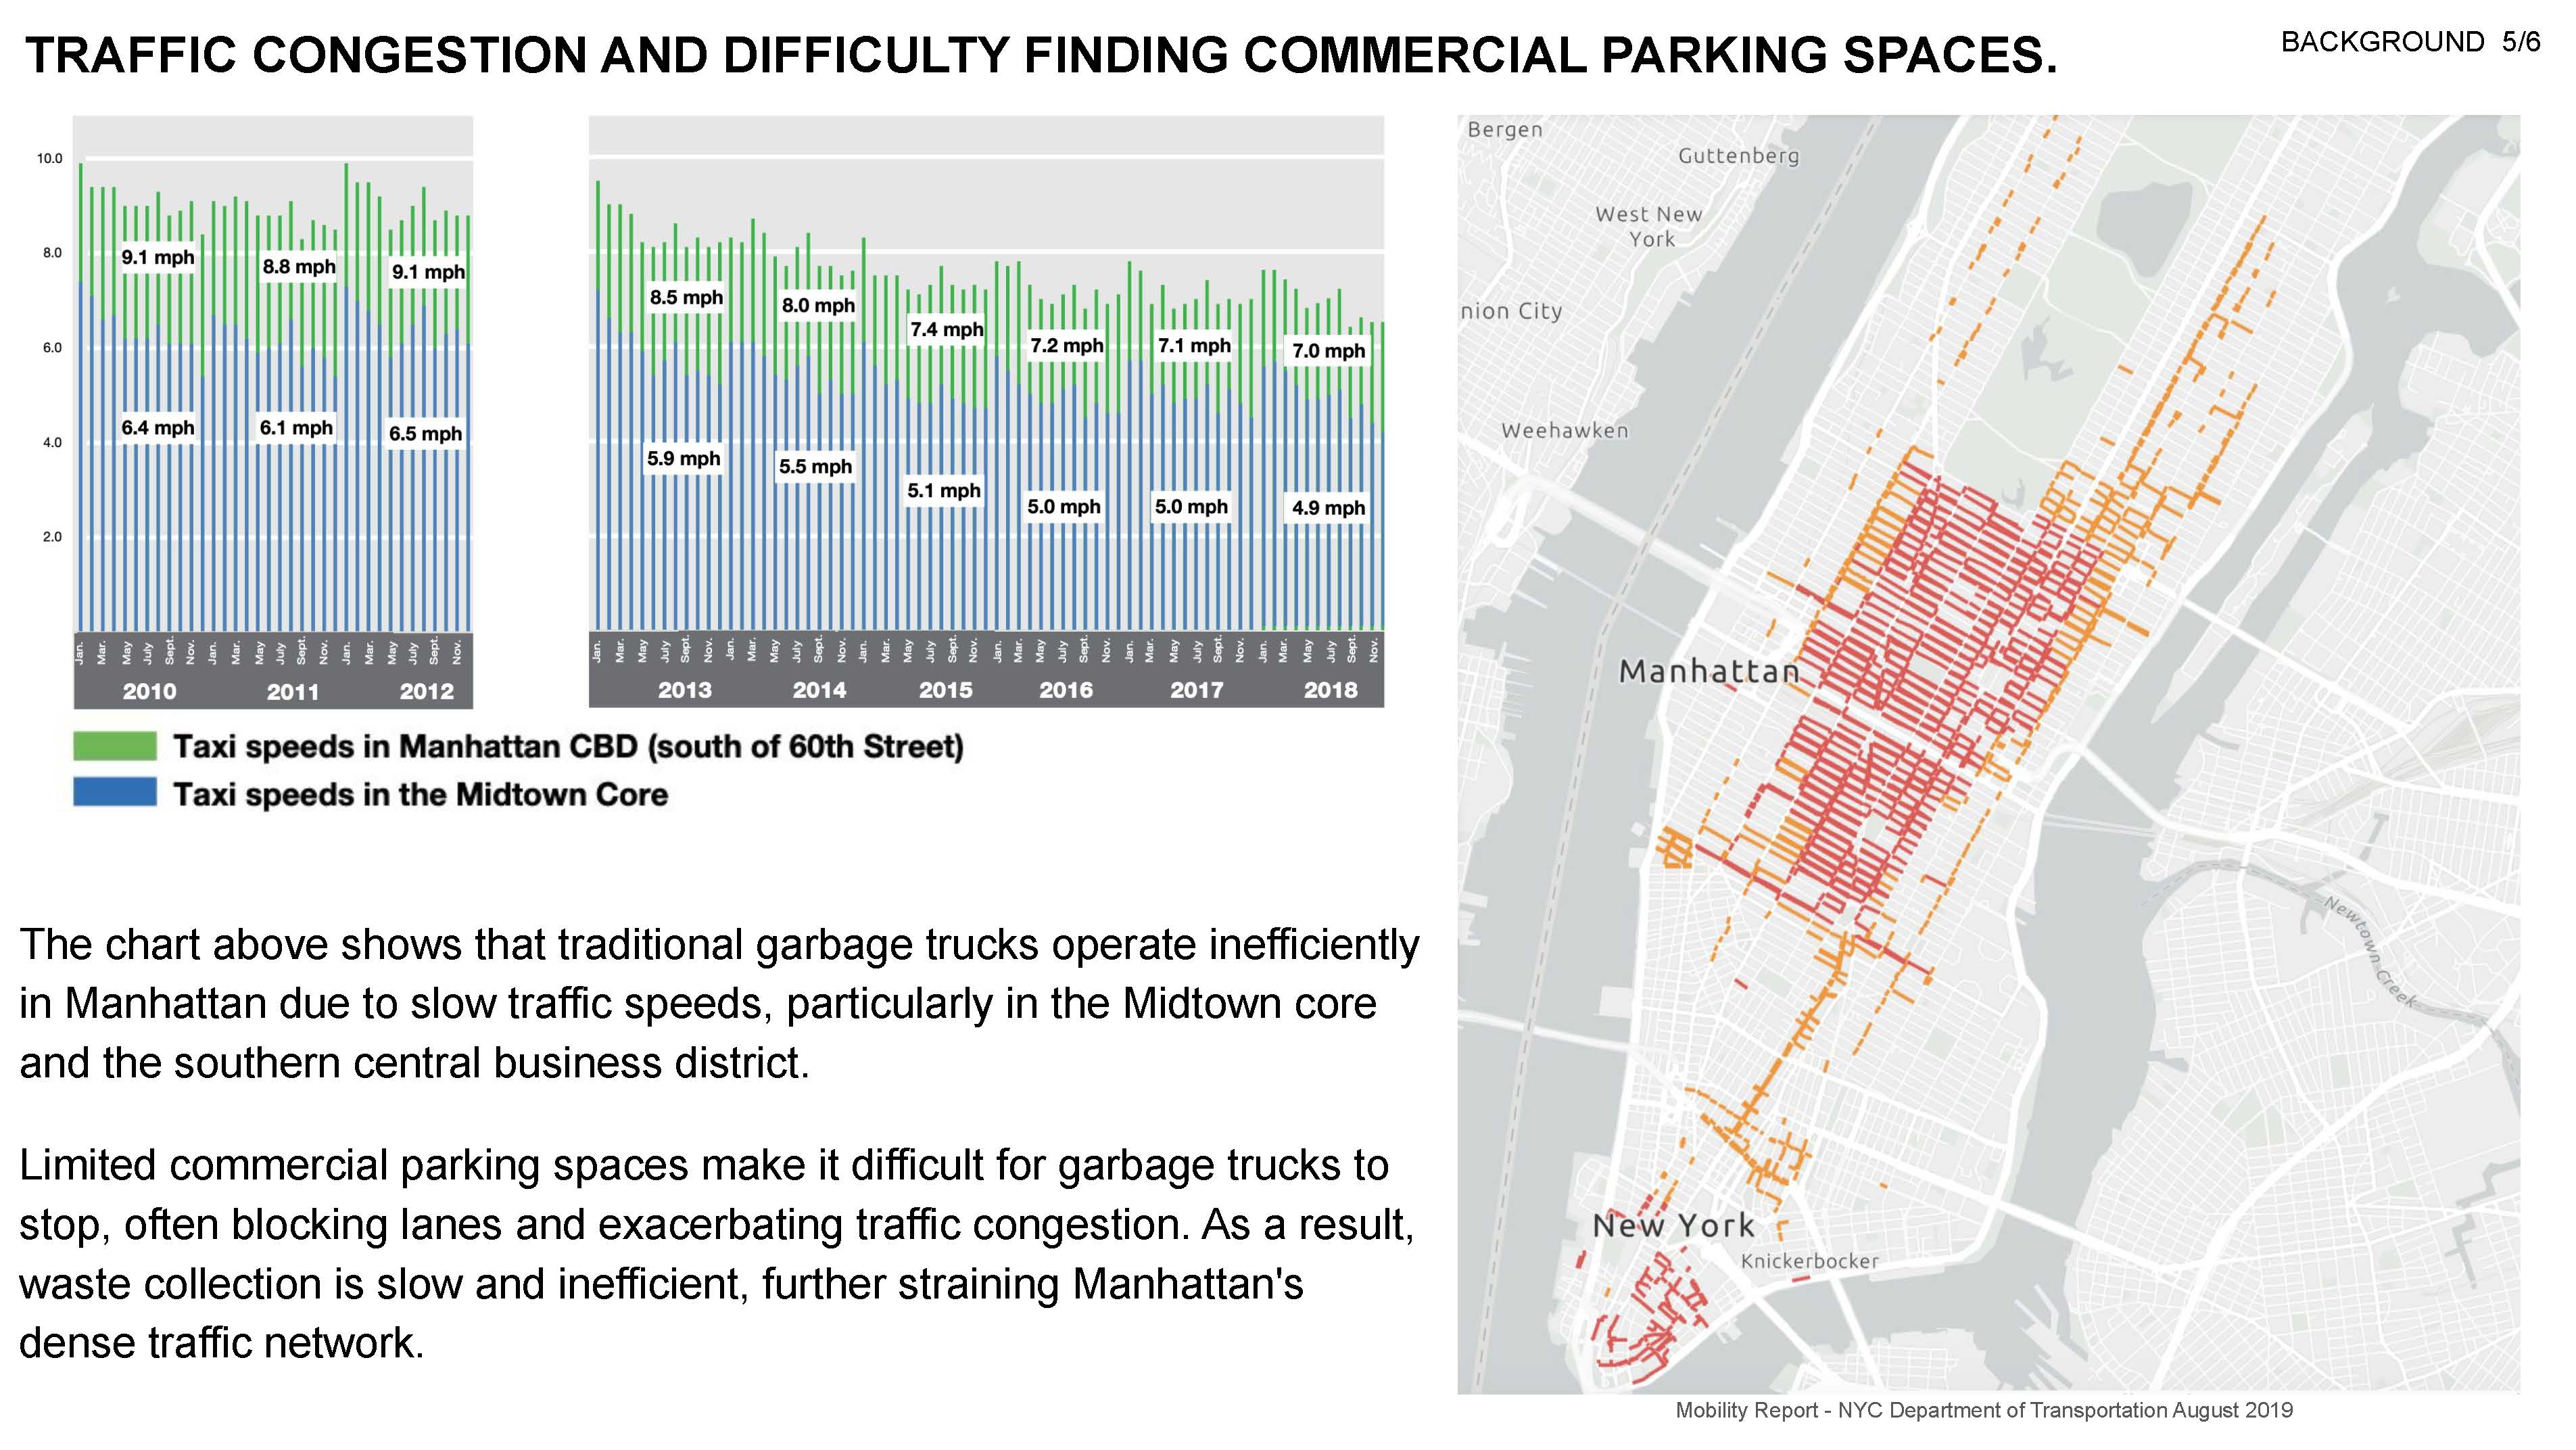 TRAFFIC CONGESTION AND DIFFICULTY FINDING COMMERCIAL PARKING SPACES.
BACKGROUND 5/6
10.0
8.0
6.0
4.0
2.0
9.1 mph
8.8 mph
9.1 mph
6.4 mph
6.1 mph
6.5 mph
Jan. Mar. May July Sept. Nov. Jan. Mar. May July Sept. Nov. Jan. Mar. May July Sept. Nov.
2010 2011 2012
8.5 mph
8.0 mph
7.4 mph
7.2 mph
7.1 mph
7.0 mph
5.9 mph
5.5 mph
5.1 mph
5.0 mph
5.0 mph
4.9 mph
Jan. Mar. May July Sept. Nov. Jan. Mar. May July Sept. Nov. Jan. Mar. May July Sept. Nov. Jan. Mar. May July Sept. Nov. Jan. Mar. May July Sept. Nov. Jan. Mar. May July Sept. Nov.
2013 2014 2015 2016 2017 2018
Taxi speeds in Manhattan CBD (south of 60th Street)
Taxi speeds in the Midtown Core
The chart above shows that traditional garbage trucks operate inefficiently
in Manhattan due to slow traffic speeds, particularly in the Midtown core
and the southern central business district.
Limited commercial parking spaces make it difficult for garbage trucks to
stop, often blocking lanes and exacerbating traffic congestion. As a result,
waste collection is slow and inefficient, further straining Manhattan's
dense traffic network.
Bergen
Guttenberg
West New
York
nion City
Weehawken
Manhattan
Newtown Creek
New York
Knickerbocker
Mobility Report - NYC Department of Transportation August 2019